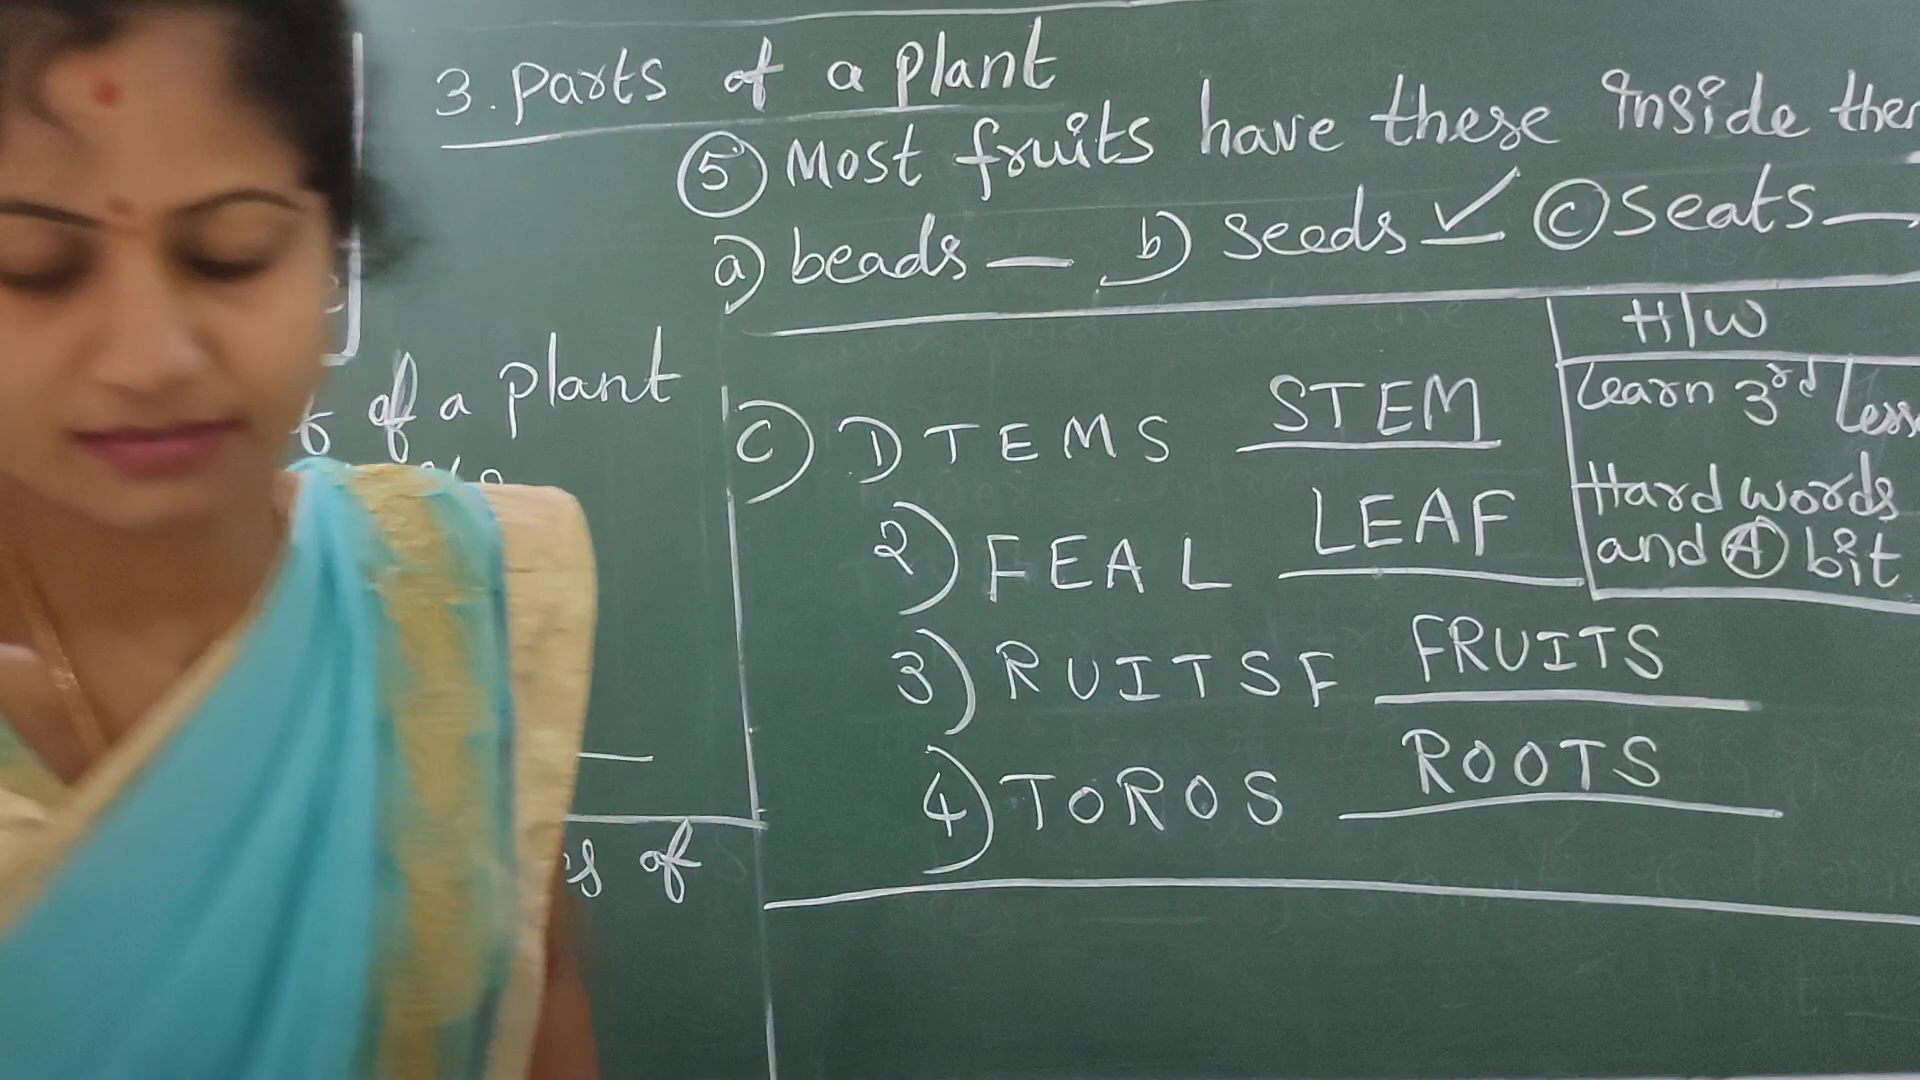 3. Parts of a plant
⑤ Most fruits have these inside
a) beads — b) seeds ✓ ⓒ seats —
of a plant
H/W
Learn 3rd
Hard words
and Ⓐ bit
C) 1) TEMS STEM
2) FEAL LEAF
3) RUITSF FRUITS
4) TOROS ROOTS
of